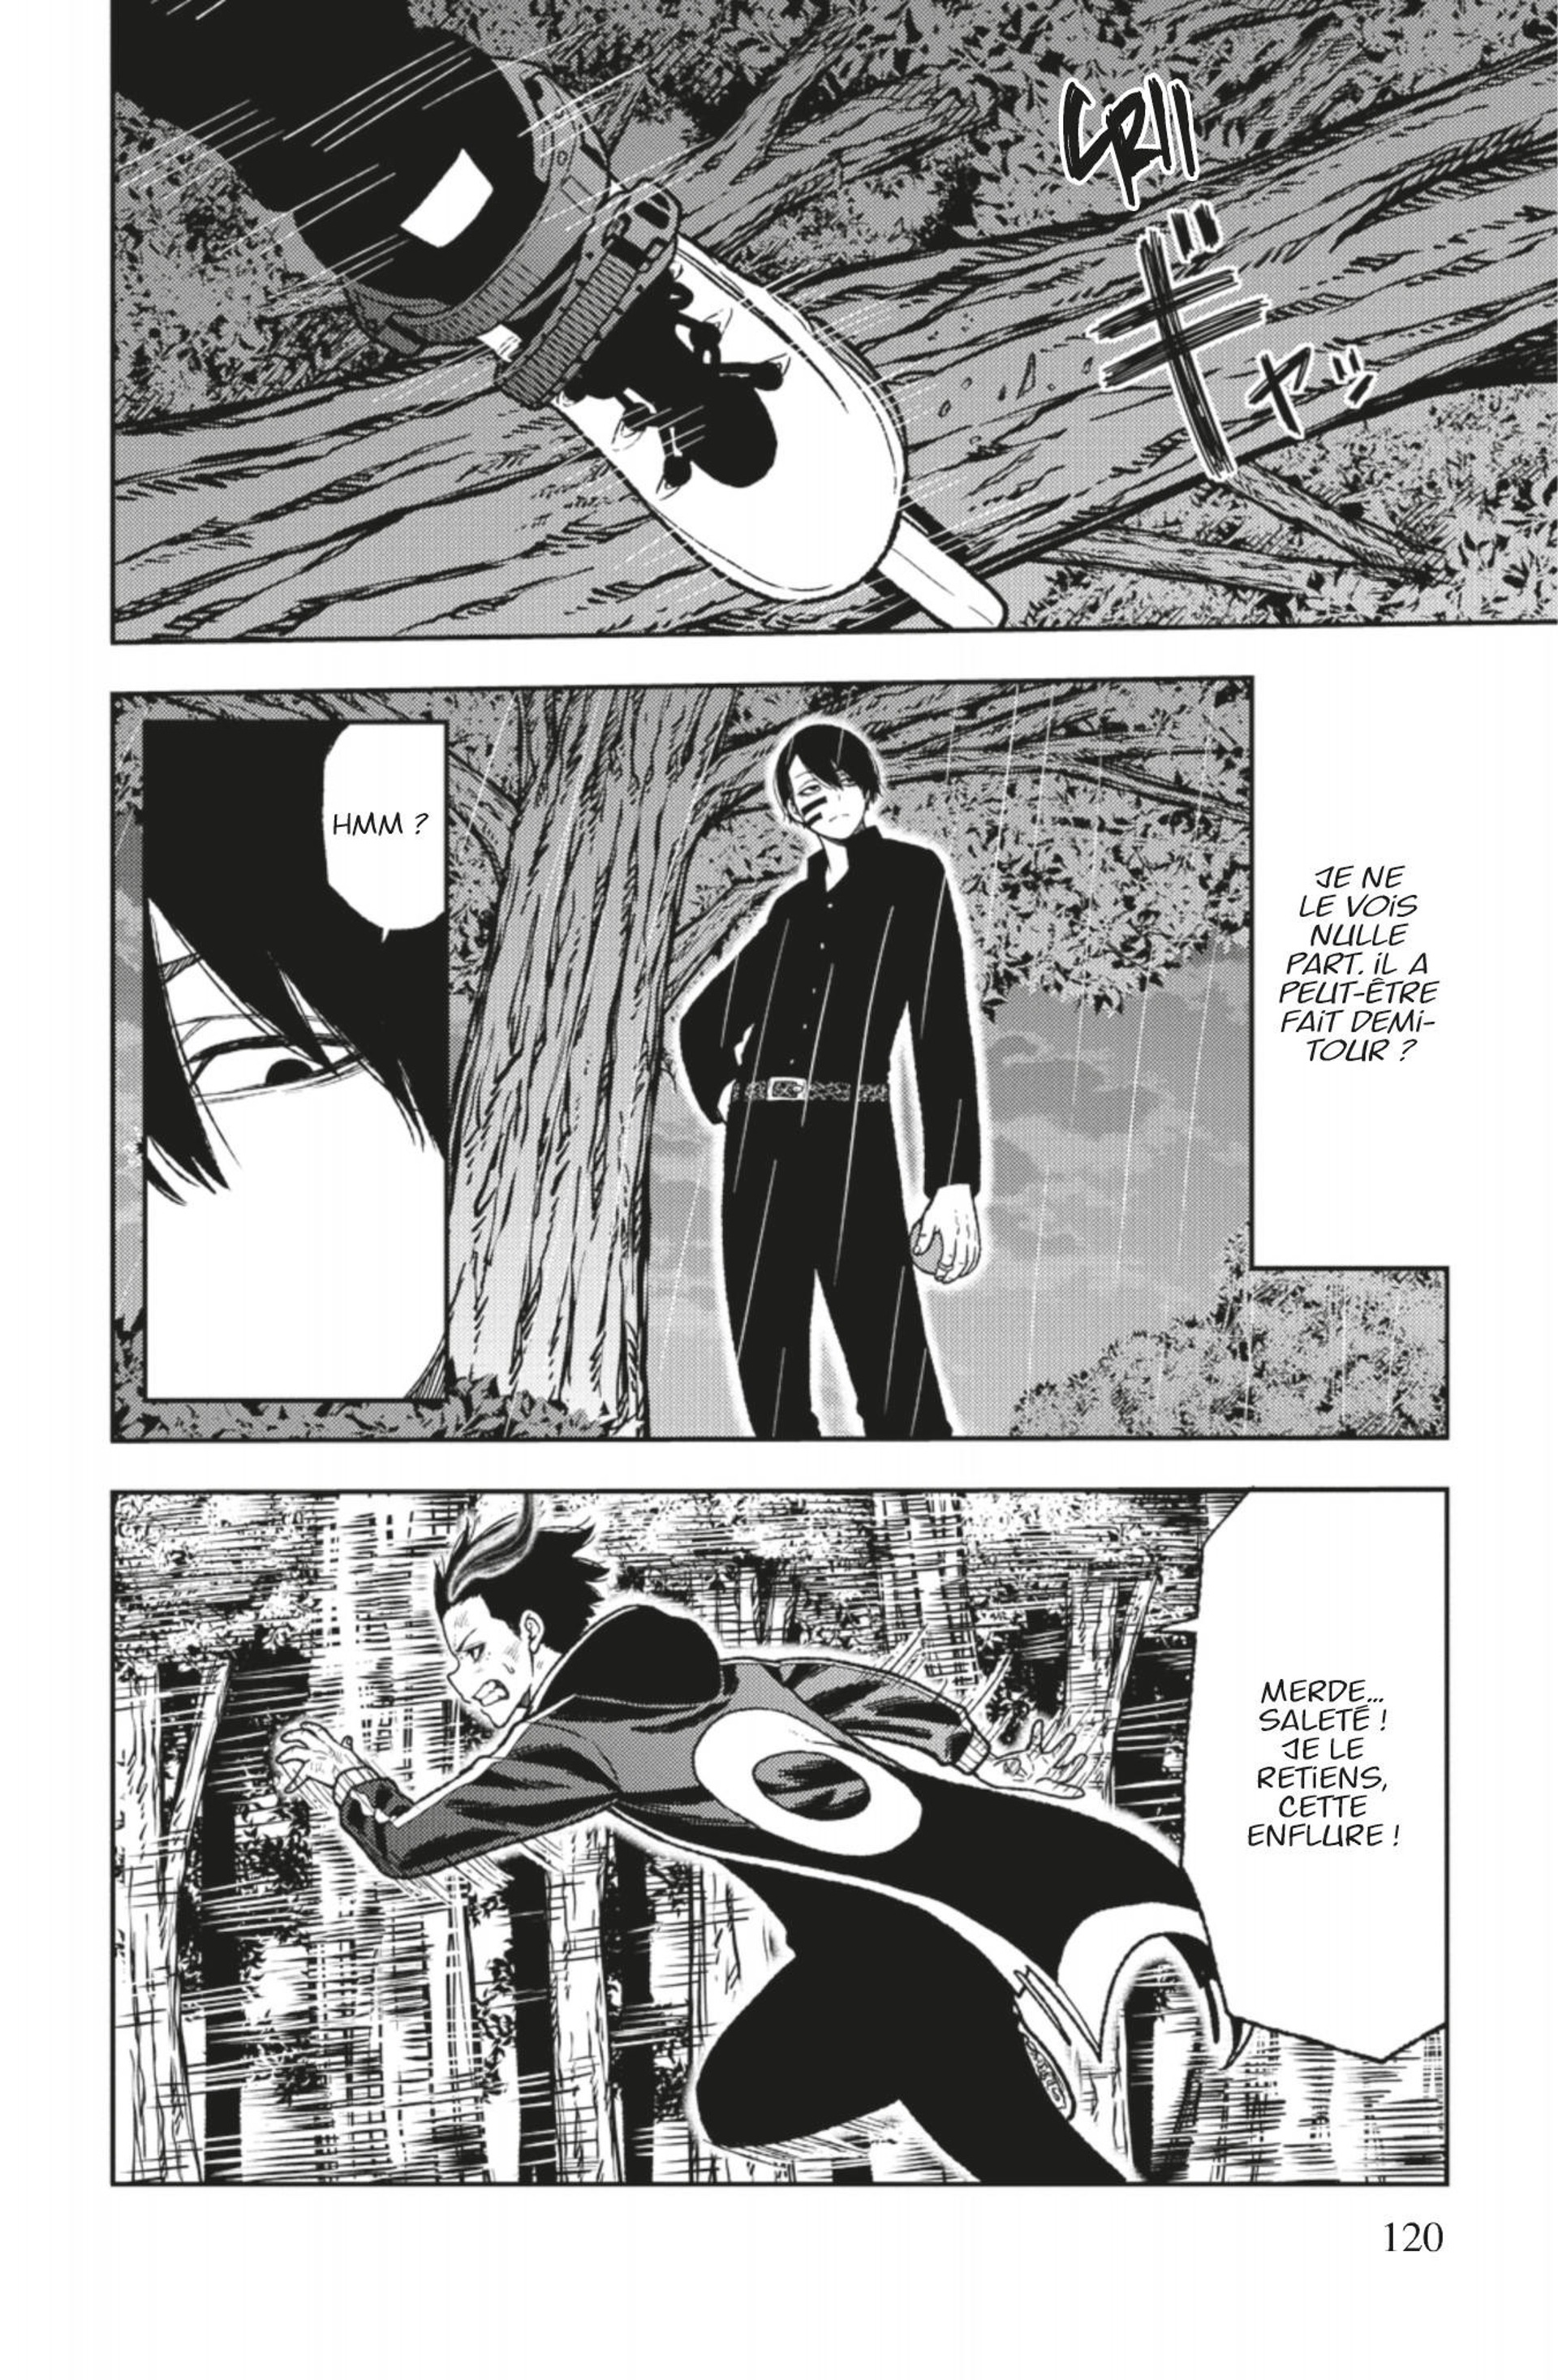 CRII
ギャッ
JE NE
LE VOIS
NULLE
PART. IL A
PEUT-ÊTRE
FAIT DEMI-
TOUR ?
HMM ?
MERDE...
SALETÉ !
JE LE
RETIENS,
CETTE
ENFLURE !
120